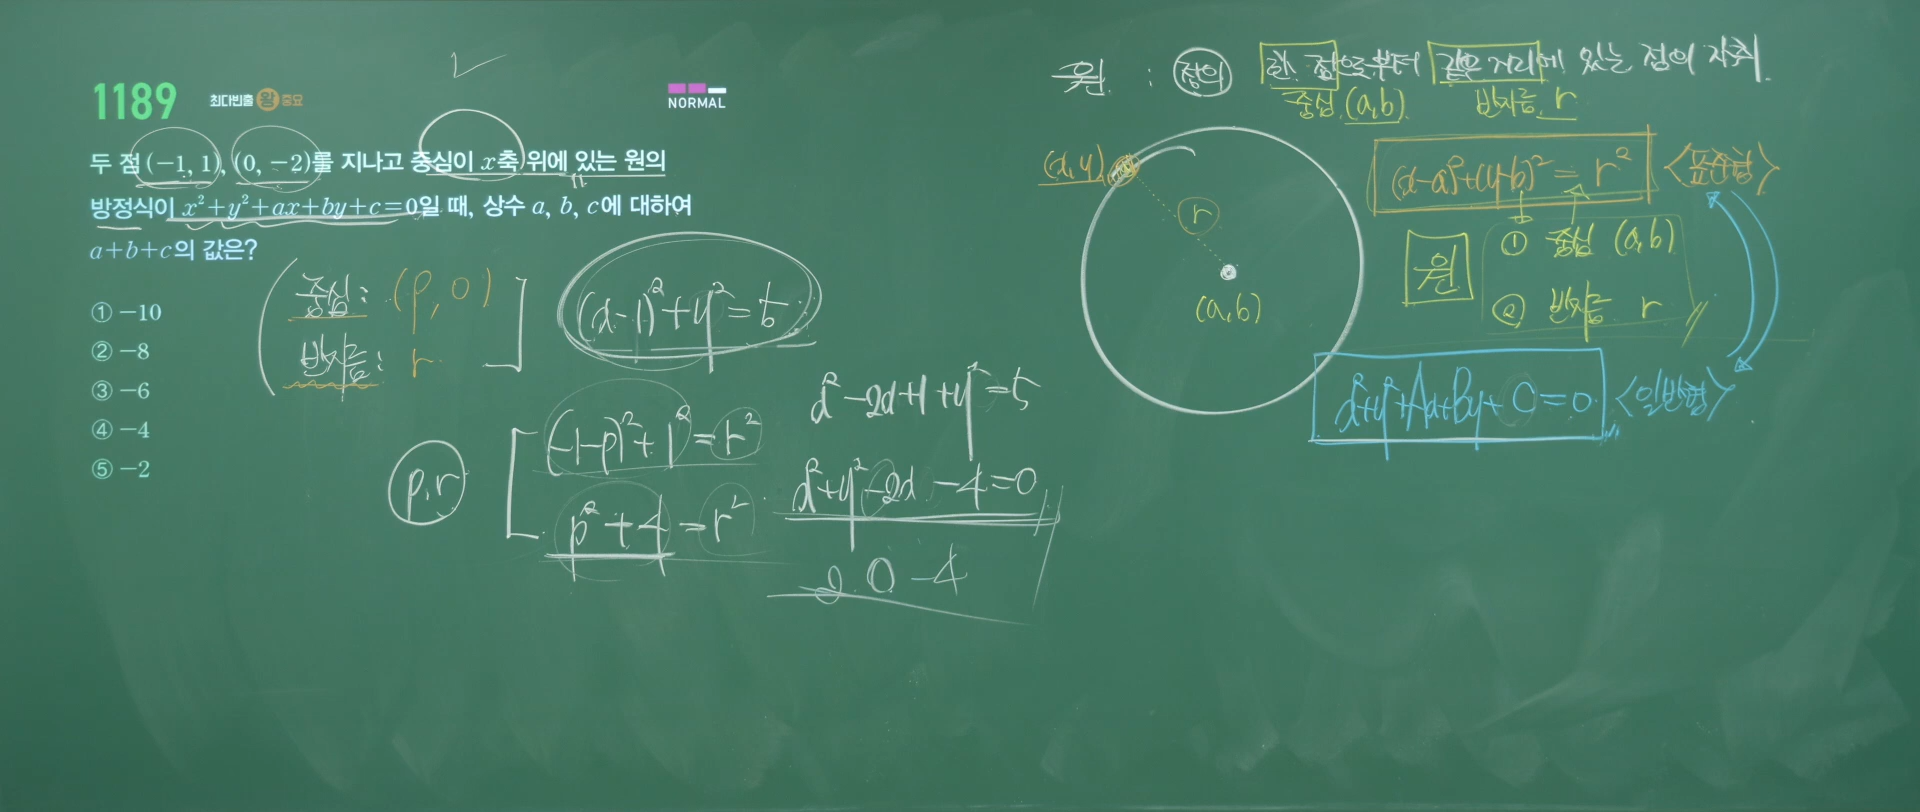 1189 최다빈출 왕 중요
NORMAL
두 점 (−1, 1), (0, −2)를 지나고 중심이 x축 위에 있는 원의
방정식이 x²+y²+ax+by+c=0일 때, 상수 a, b, c에 대하여
a+b+c의 값은?
① −10
② −8
③ −6
④ −4
⑤ −2
중심: (p, 0)
반지름: r
(x−1)²+y²=5
p, r
(−1−p)²+1²=r²
p²+4=r²
x²−2x+1+y²=5
x²+y²−2x−4=0
−2 0 −4
원 : 정의 한 점으로부터 같은 거리에 있는 점의 자취.
중심 (a,b) 반지름 r
(x,y)
r
(a,b)
(x−a)²+(y−b)²=r² <표준형>
원
① 중심 (a,b)
② 반지름 r
x²+y²+Ax+By+C=0 <일반형>